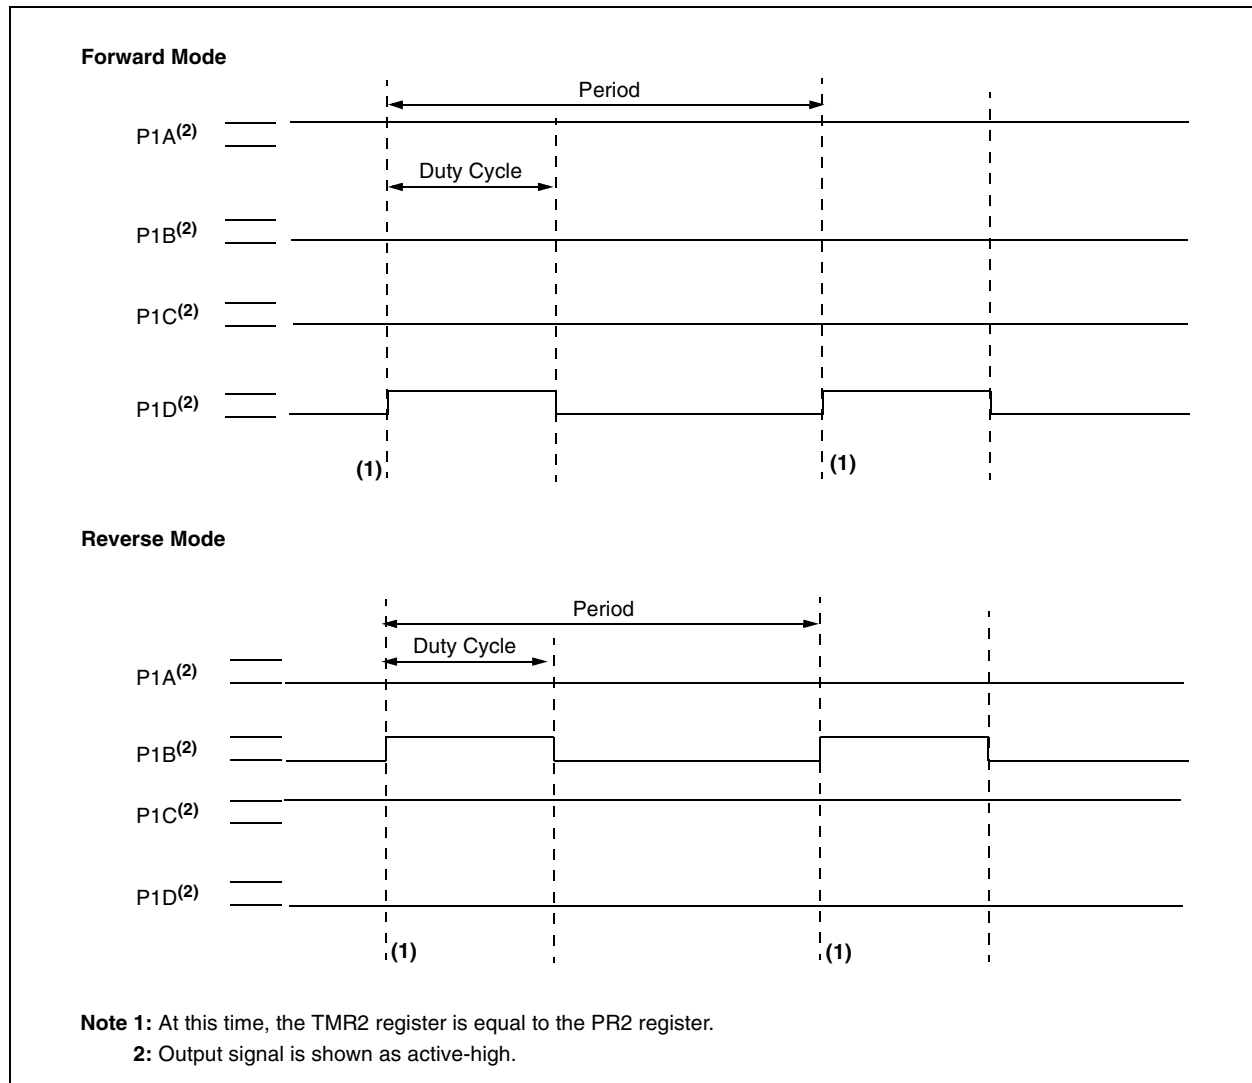 Forward Mode
Period
P1A(2)
Duty Cycle
P1B(2)
P1C(2)
P1D(2)
(1)
(1)
Reverse Mode
Period
Duty Cycle
P1A(2)
P1B(2)
P1C(2)
P1D(2)
(1)
(1)
Note 1: At this time, the TMR2 register is equal to the PR2 register.
2: Output signal is shown as active-high.